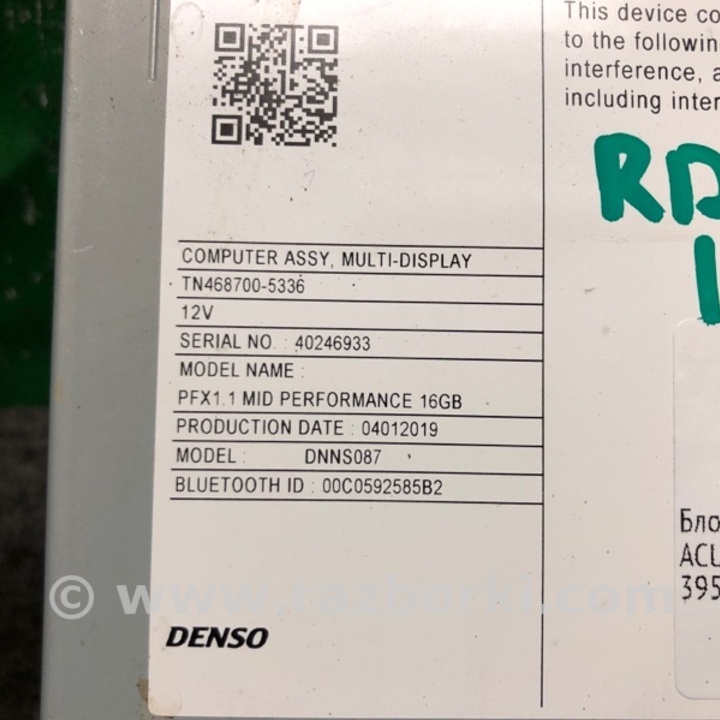 This device co
to the followin
interference, a
including inter
RD
COMPUTER ASSY, MULTI-DISPLAY
TN468700-5336
12V
SERIAL NO. : 40246933
MODEL NAME :
PFX1.1 MID PERFORMANCE 16GB
PRODUCTION DATE : 04012019
MODEL : DNNS087
BLUETOOTH ID : 00C0592585B2
DENSO
Бло
ACU
395
© www.razborki.com